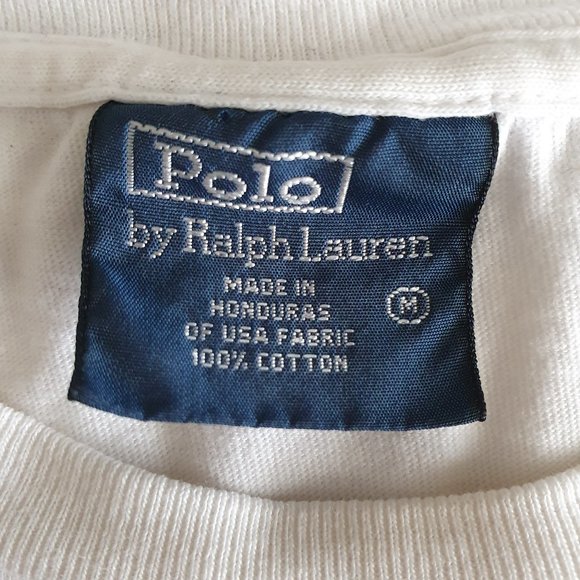 Polo
by Ralph Lauren
MADE IN
HONDURAS
OF USA FABRIC
100% COTTON
M